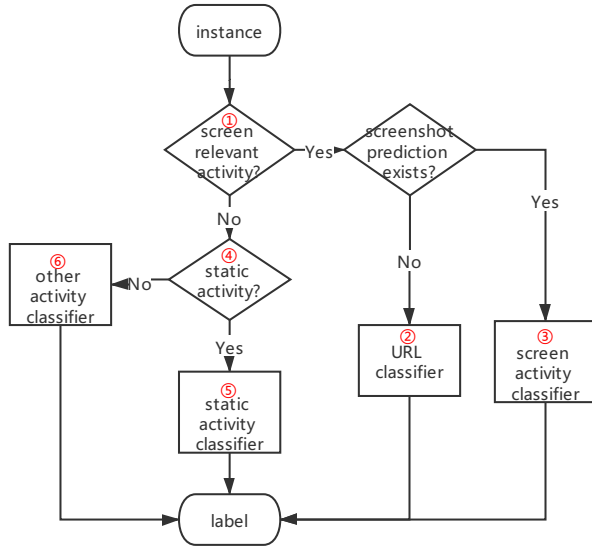 instance
①
screen
relevant
activity?
Yes
screenshot
prediction
exists?
Yes
No
No
④
static
activity?
No
Yes
⑥
other
activity
classifier
②
URL
classifier
③
screen
activity
classifier
⑤
static
activity
classifier
label